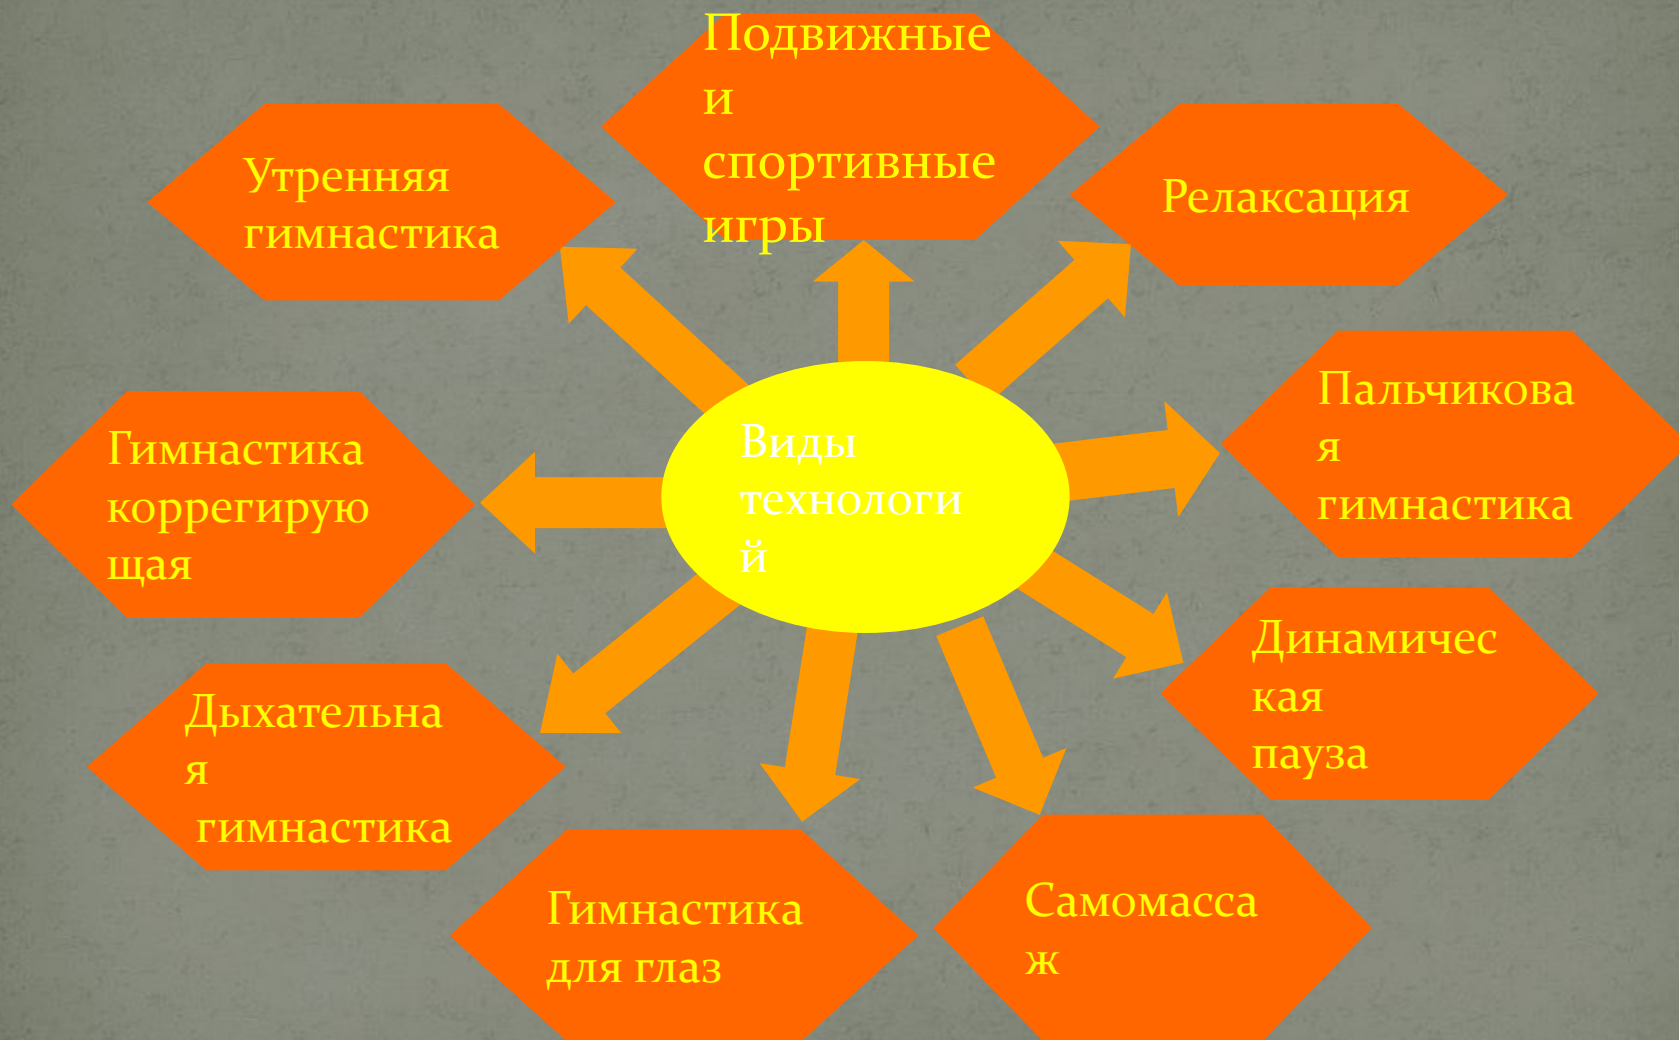 Подвижные
и
спортивные
игры
Утренняя
гимнастика
Релаксация
Пальчикова
я
гимнастика
Гимнастика
коррегирую
щая
Виды
технологи
й
Динамичес
кая
пауза
Дыхательна
я
гимнастика
Гимнастика
для глаз
Самомасса
ж